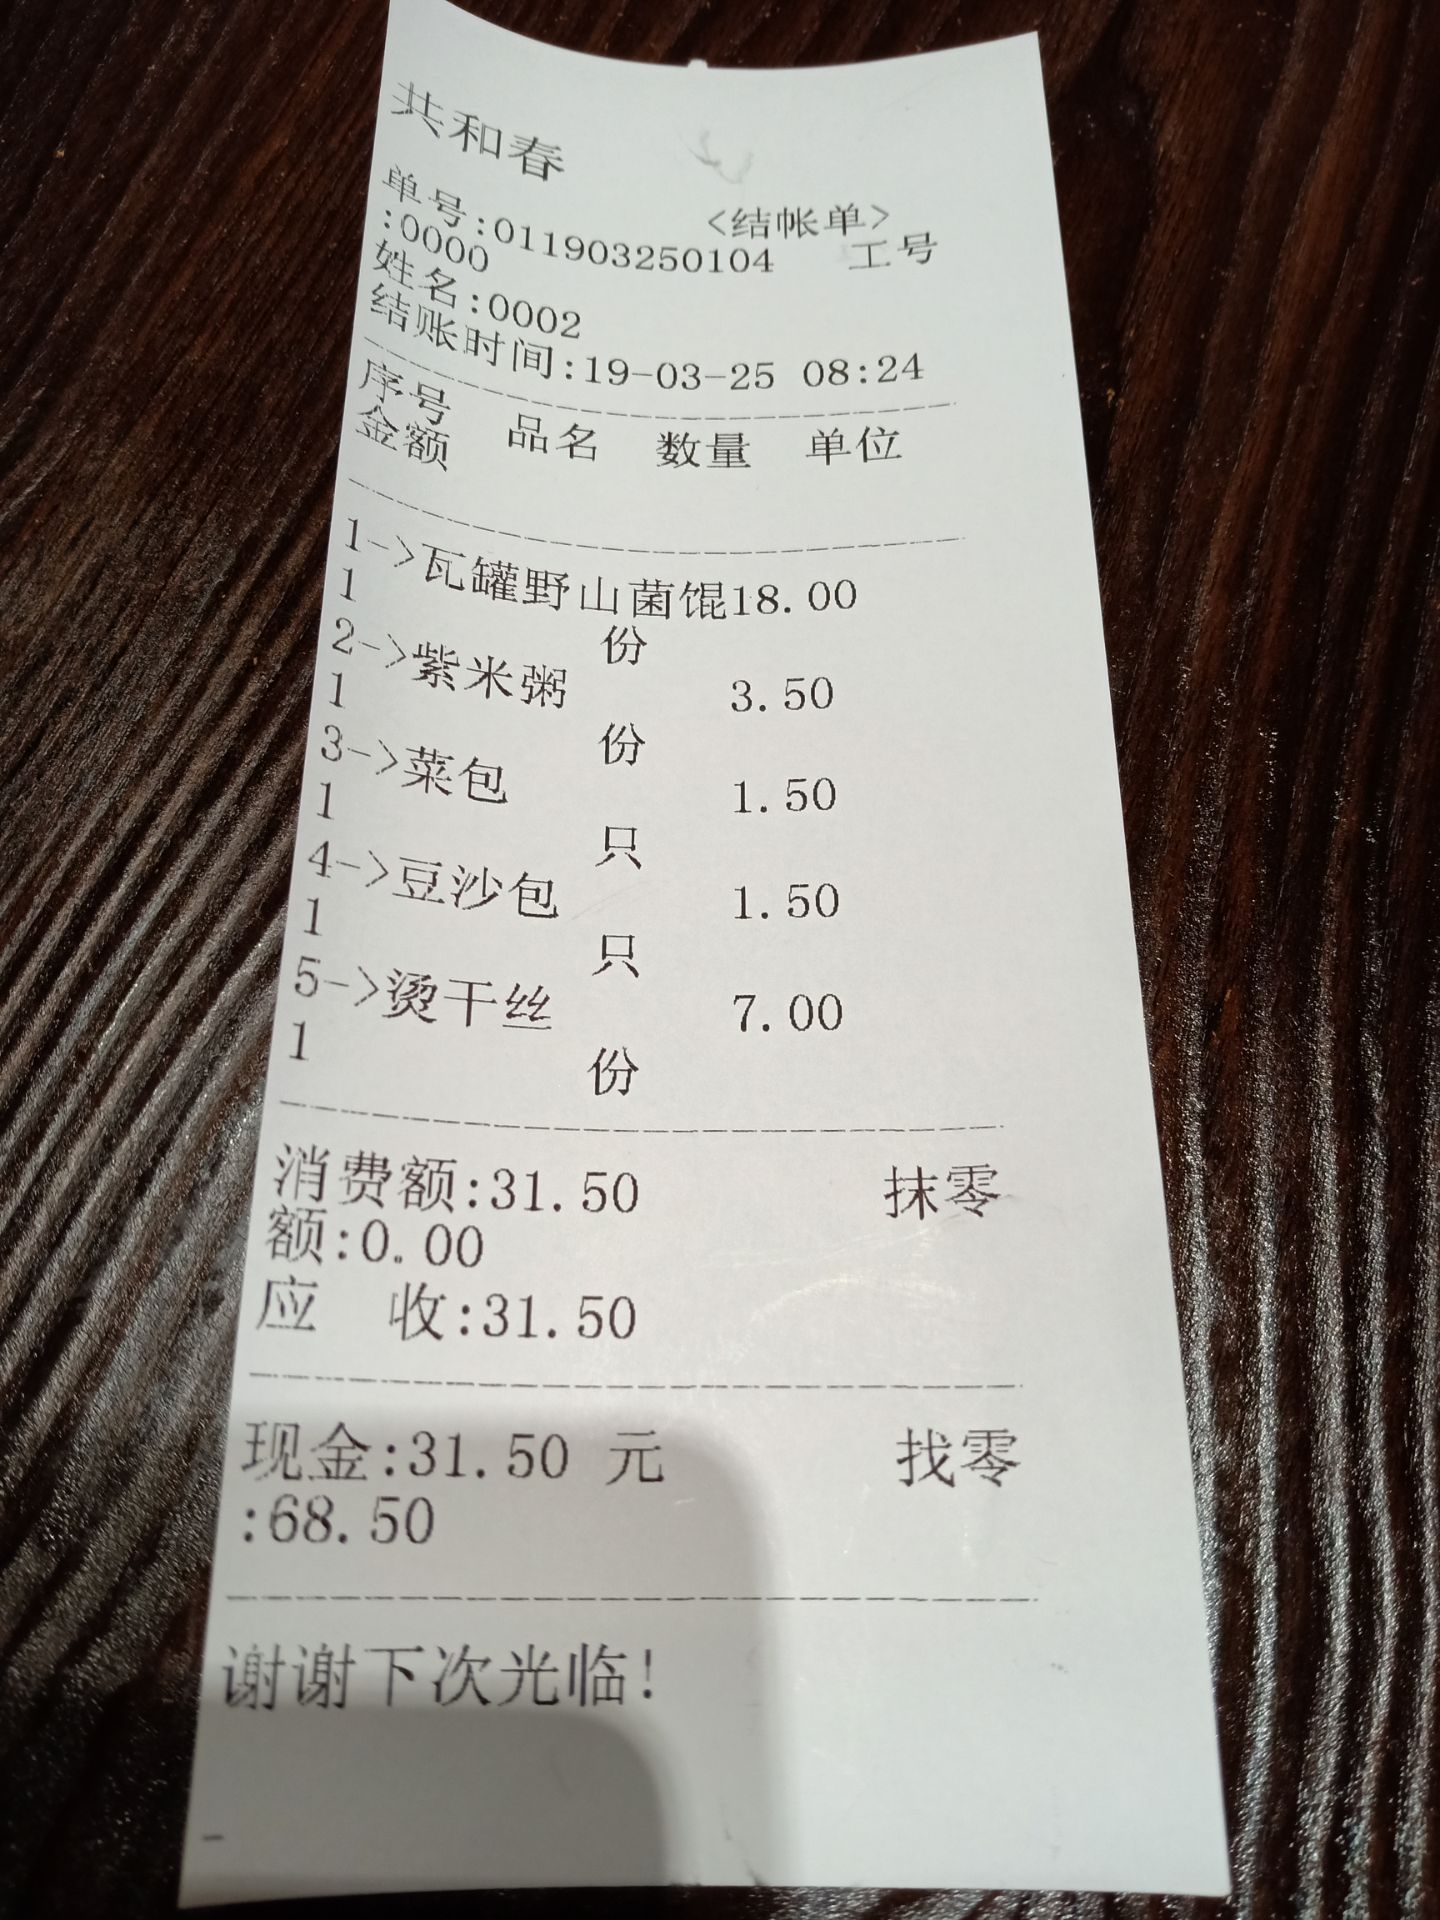 共和春
<结帐单>
单号:011903250104 工号
:0000
姓名:0002
结账时间:19-03-25 08:24
序号 品名 数量 单位
金额
1->瓦罐野山菌馄18.00
1 份
2->紫米粥 3.50
1 份
3->菜包 1.50
1 只
4->豆沙包 1.50
1 只
5->烫干丝 7.00
1 份
消费额:31.50 抹零
额:0.00
应 收:31.50
现金:31.50 元 找零
:68.50
谢谢下次光临!